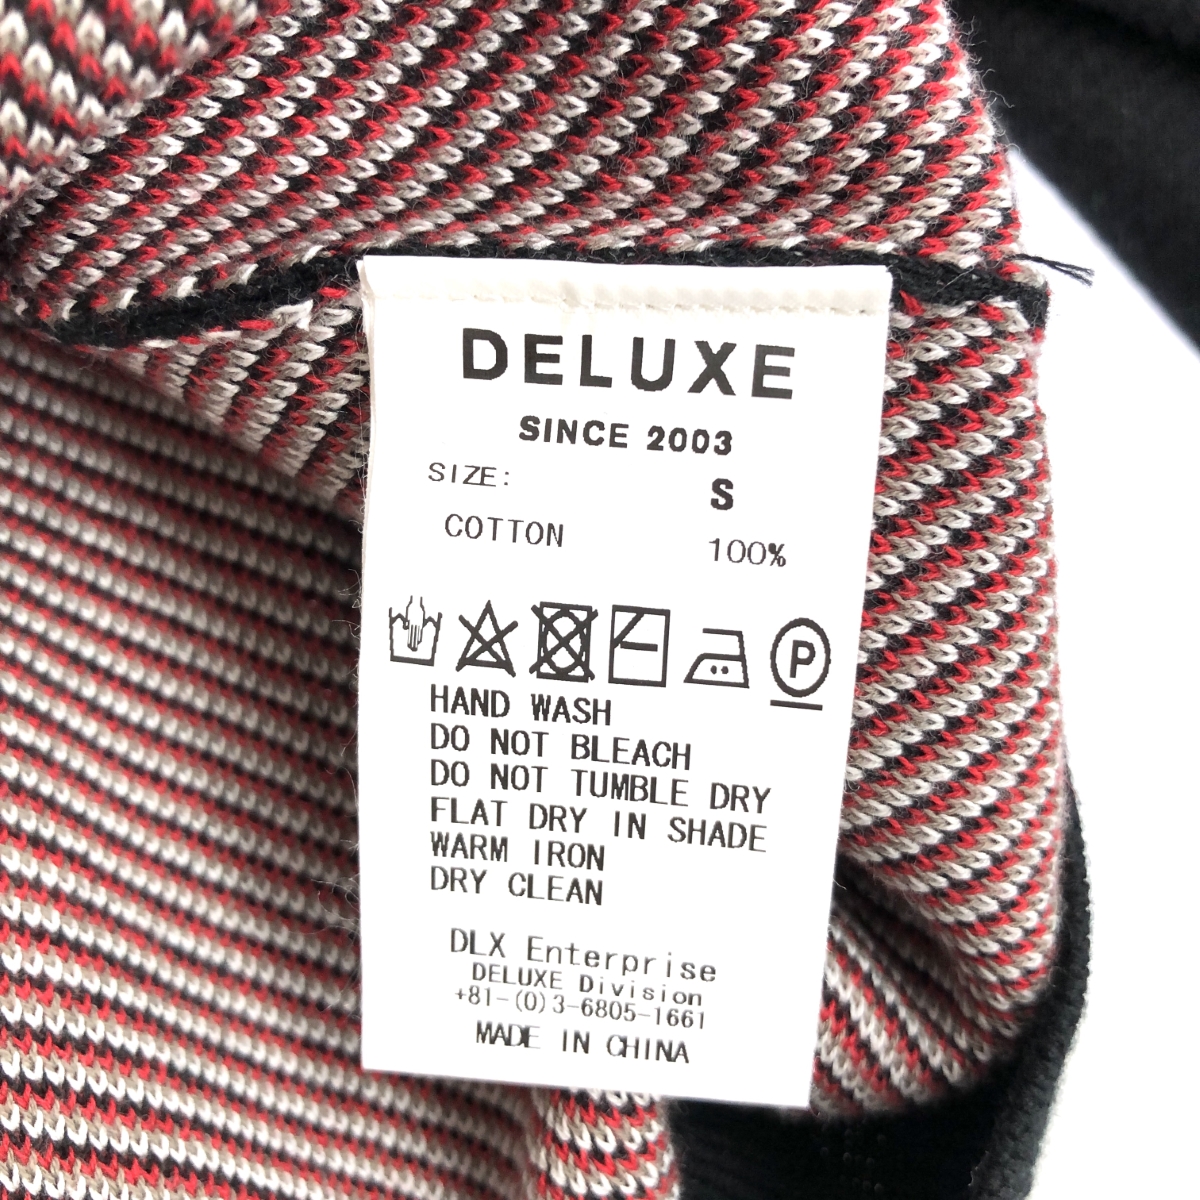 DELUXE
SINCE 2003
SIZE: S
COTTON 100%
P
HAND WASH
DO NOT BLEACH
DO NOT TUMBLE DRY
FLAT DRY IN SHADE
WARM IRON
DRY CLEAN
DLX Enterprise
DELUXE Division
+81-(0)3-6805-1661
MADE IN CHINA